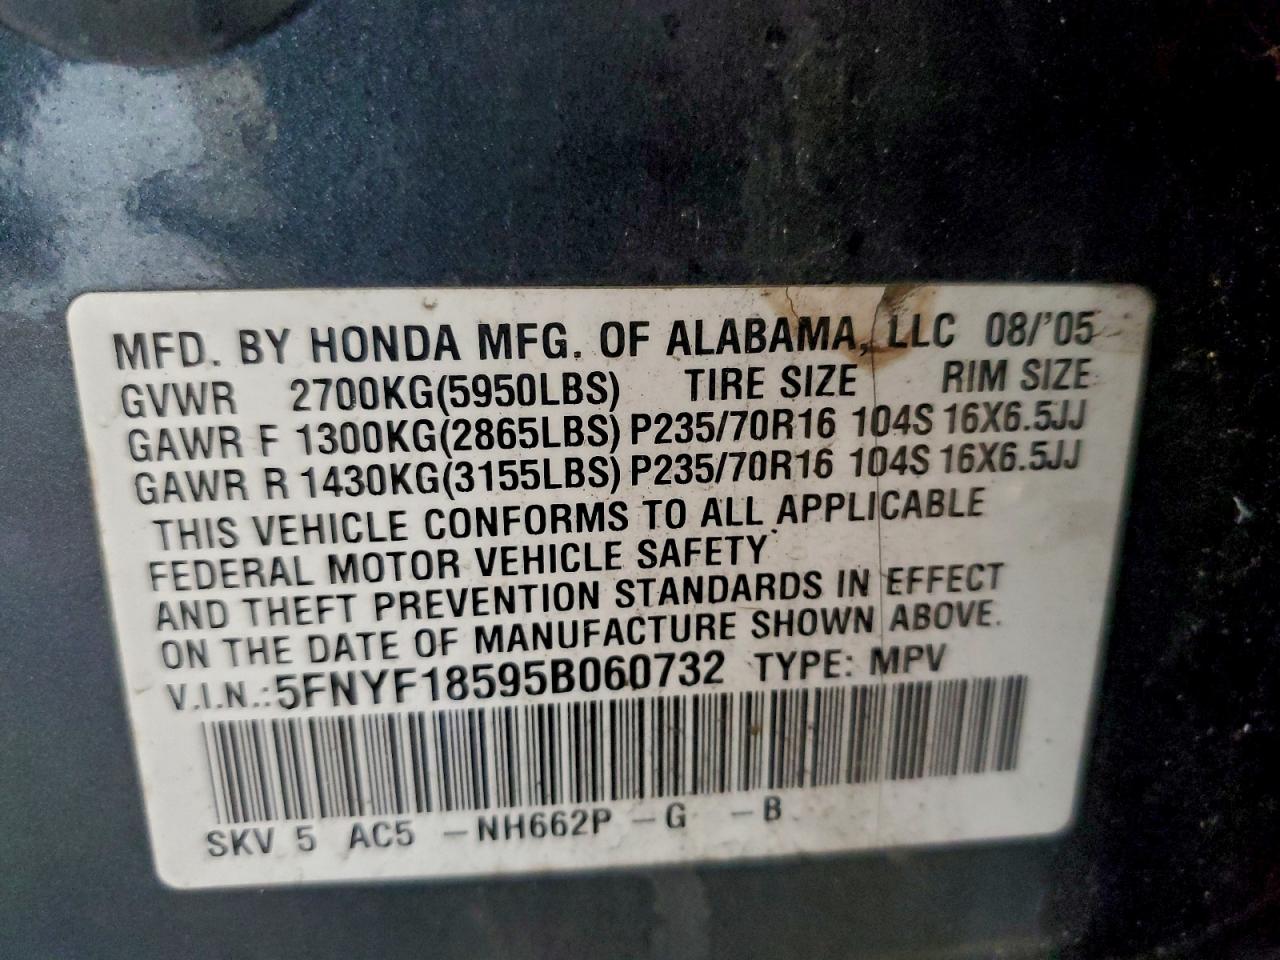 MFD. BY HONDA MFG. OF ALABAMA, LLC 08/'05
GVWR 2700KG(5950LBS) TIRE SIZE RIM SIZE
GAWR F 1300KG(2865LBS) P235/70R16 104S 16X6.5JJ
GAWR R 1430KG(3155LBS) P235/70R16 104S 16X6.5JJ
THIS VEHICLE CONFORMS TO ALL APPLICABLE
FEDERAL MOTOR VEHICLE SAFETY
AND THEFT PREVENTION STANDARDS IN EFFECT
ON THE DATE OF MANUFACTURE SHOWN ABOVE.
V.I.N.: 5FNYF18595B060732 TYPE: MPV
SKV 5 AC5 -NH662P -G -B